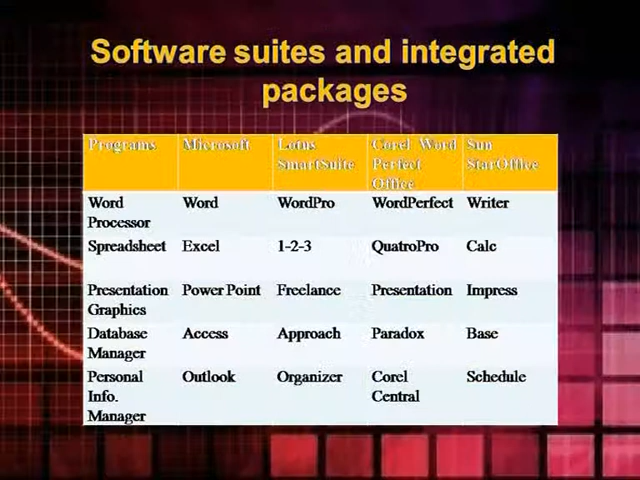 Software suites and integrated
packages
Programs Microsoft Lotus SmartSuite Corel Word Perfect Office Sun StarOffice
Word Processor Word WordPro WordPerfect Writer
Spreadsheet Excel 1-2-3 QuatroPro Calc
Presentation Graphics Power Point Freelance Presentation Impress
Database Manager Access Approach Paradox Base
Personal Info. Manager Outlook Organizer Corel Central Schedule